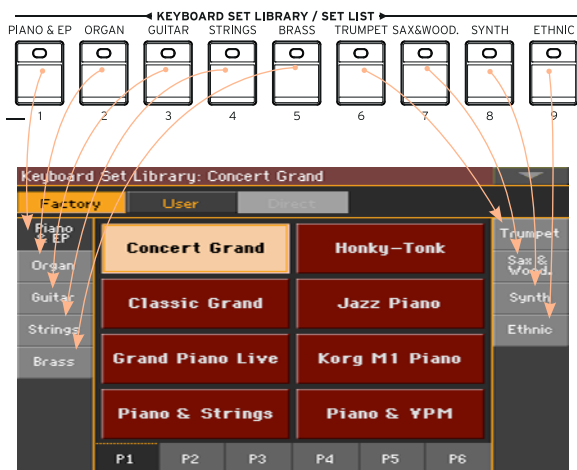 KEYBOARD SET LIBRARY / SET LIST
PIANO & EP ORGAN GUITAR STRINGS BRASS TRUMPET SAX&WOOD. SYNTH ETHNIC
1 2 3 4 5 6 7 8 9
Keyboard Set Library: Concert Grand
Factory User Direct
Piano & EP
Organ
Guitar
Strings
Brass
Concert Grand Honky-Tonk
Classic Grand Jazz Piano
Grand Piano Live Korg M1 Piano
Piano & Strings Piano & ¥PM
Trumpet
Sax & Wood.
Synth
Ethnic
P1 P2 P3 P4 P5 P6